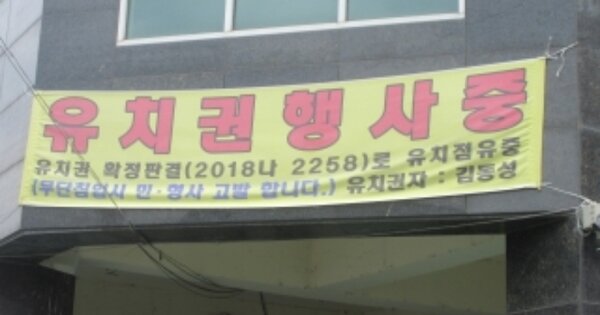 유치권행사중
유치권 확정판결(2018나 2258)로 유치점유중
(무단침입시 민·형사 고발 합니다.) 유치권자 : 김동성